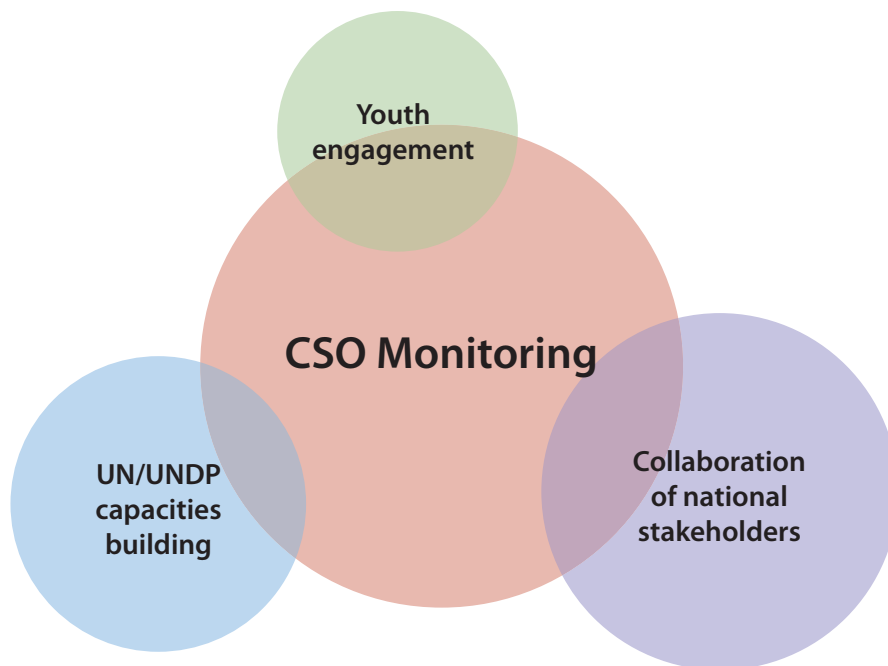 Youth
engagement
CSO Monitoring
UN/UNDP
capacities
building
Collaboration
of national
stakeholders